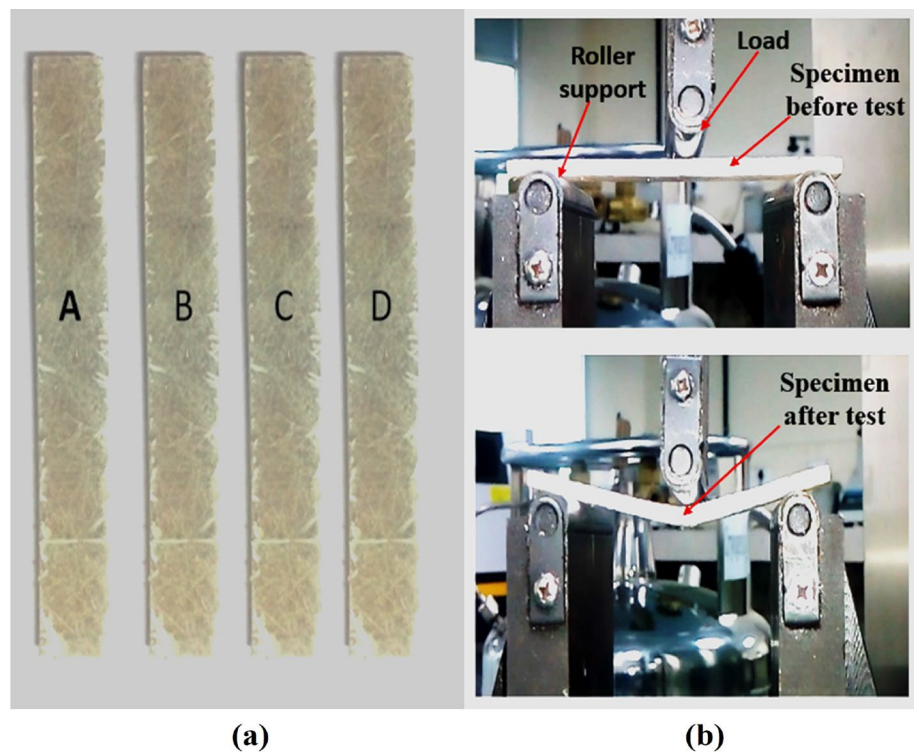 A
B
C
D
Roller
support
Load
Specimen
before test
Specimen
after test
(a)
(b)